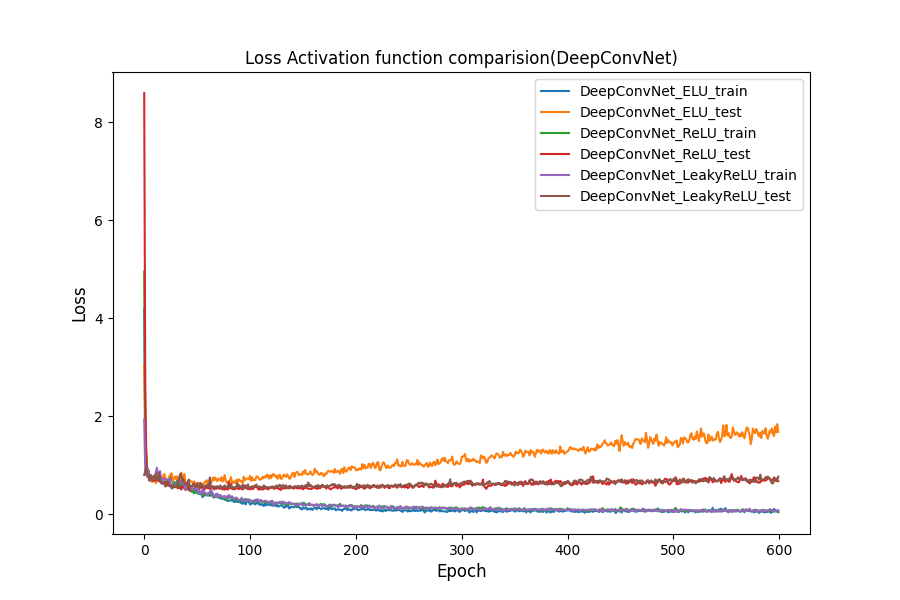 Loss Activation function comparision(DeepConvNet)
DeepConvNet_ELU_train
DeepConvNet_ELU_test
DeepConvNet_ReLU_train
DeepConvNet_ReLU_test
DeepConvNet_LeakyReLU_train
DeepConvNet_LeakyReLU_test
8
6
4
2
0
Loss
0 100 200 300 400 500 600
Epoch